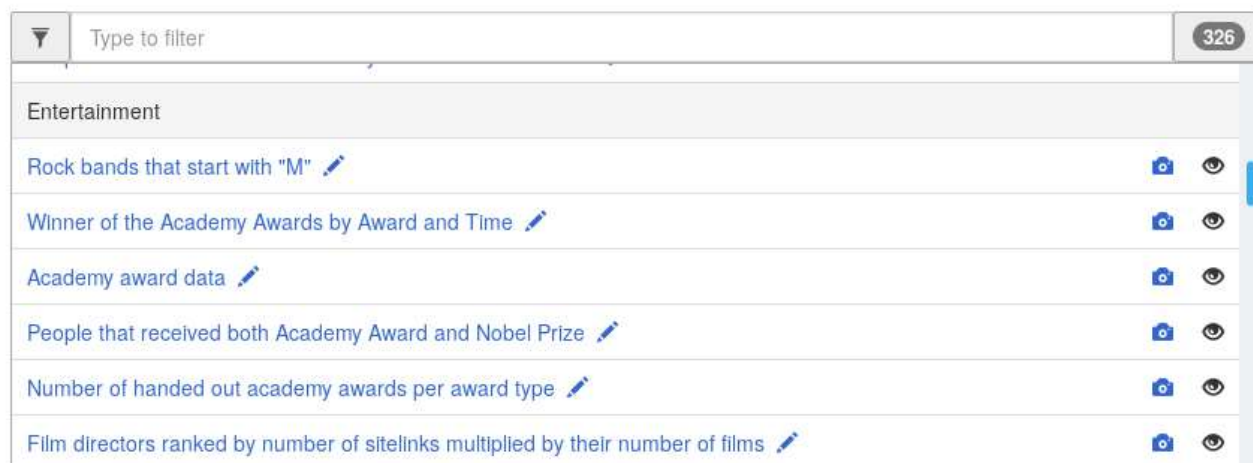 Type to filter
326
Entertainment
Rock bands that start with "M"
Winner of the Academy Awards by Award and Time
Academy award data
People that received both Academy Award and Nobel Prize
Number of handed out academy awards per award type
Film directors ranked by number of sitelinks multiplied by their number of films